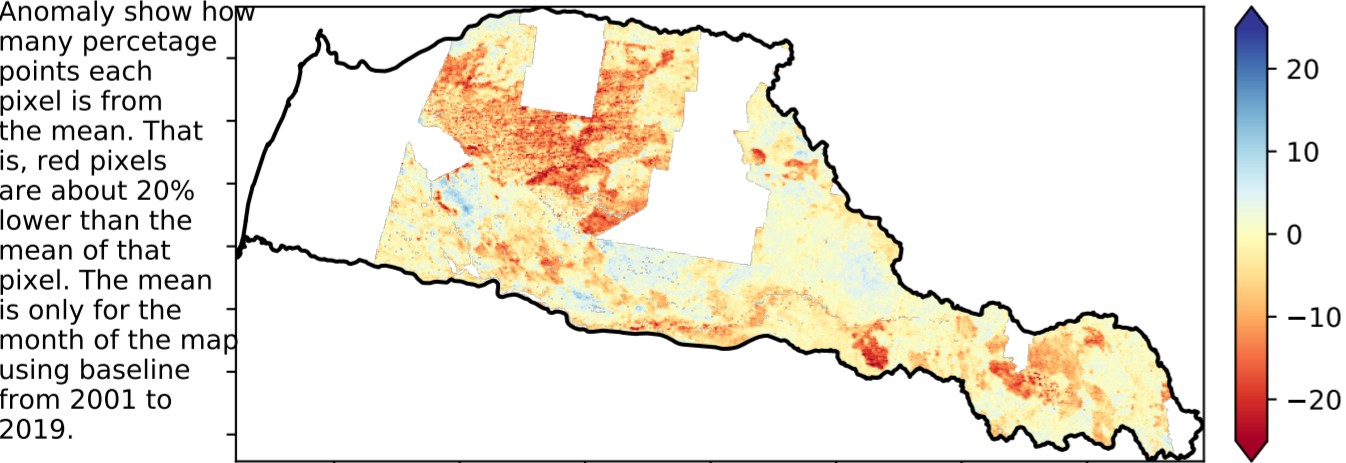 Anomaly show how
many percetage
points each
pixel is from
the mean. That
is, red pixels
are about 20%
lower than the
mean of that
pixel. The mean
is only for the
month of the map
using baseline
from 2001 to
2019.
20
10
0
−10
−20